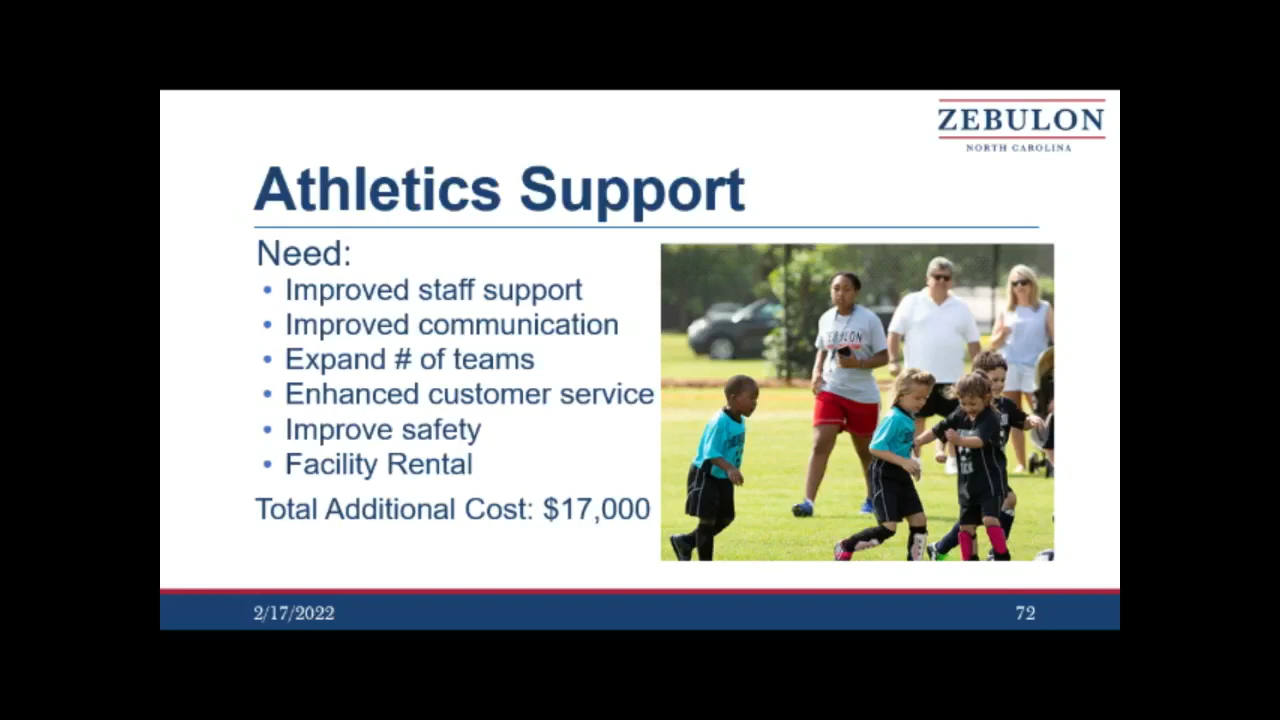 ZEBULON
NORTH CAROLINA
Athletics Support
Need:
• Improved staff support
• Improved communication
• Expand # of teams
• Enhanced customer service
• Improve safety
• Facility Rental
Total Additional Cost: $17,000
ZEBULON
2/17/2022
72